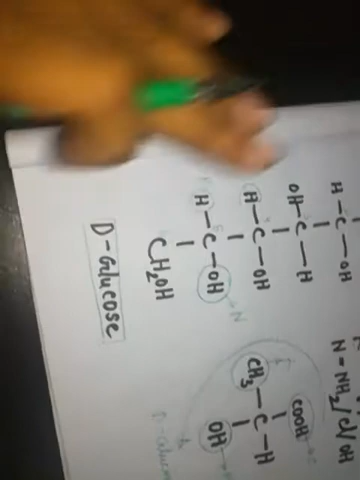 H-C-OH
OH-C-H
H-C-OH
H-C-OH
N
CH2OH
D-Glucose
N=NH2/Cl/OH
COOH
CH3-C-H
OH